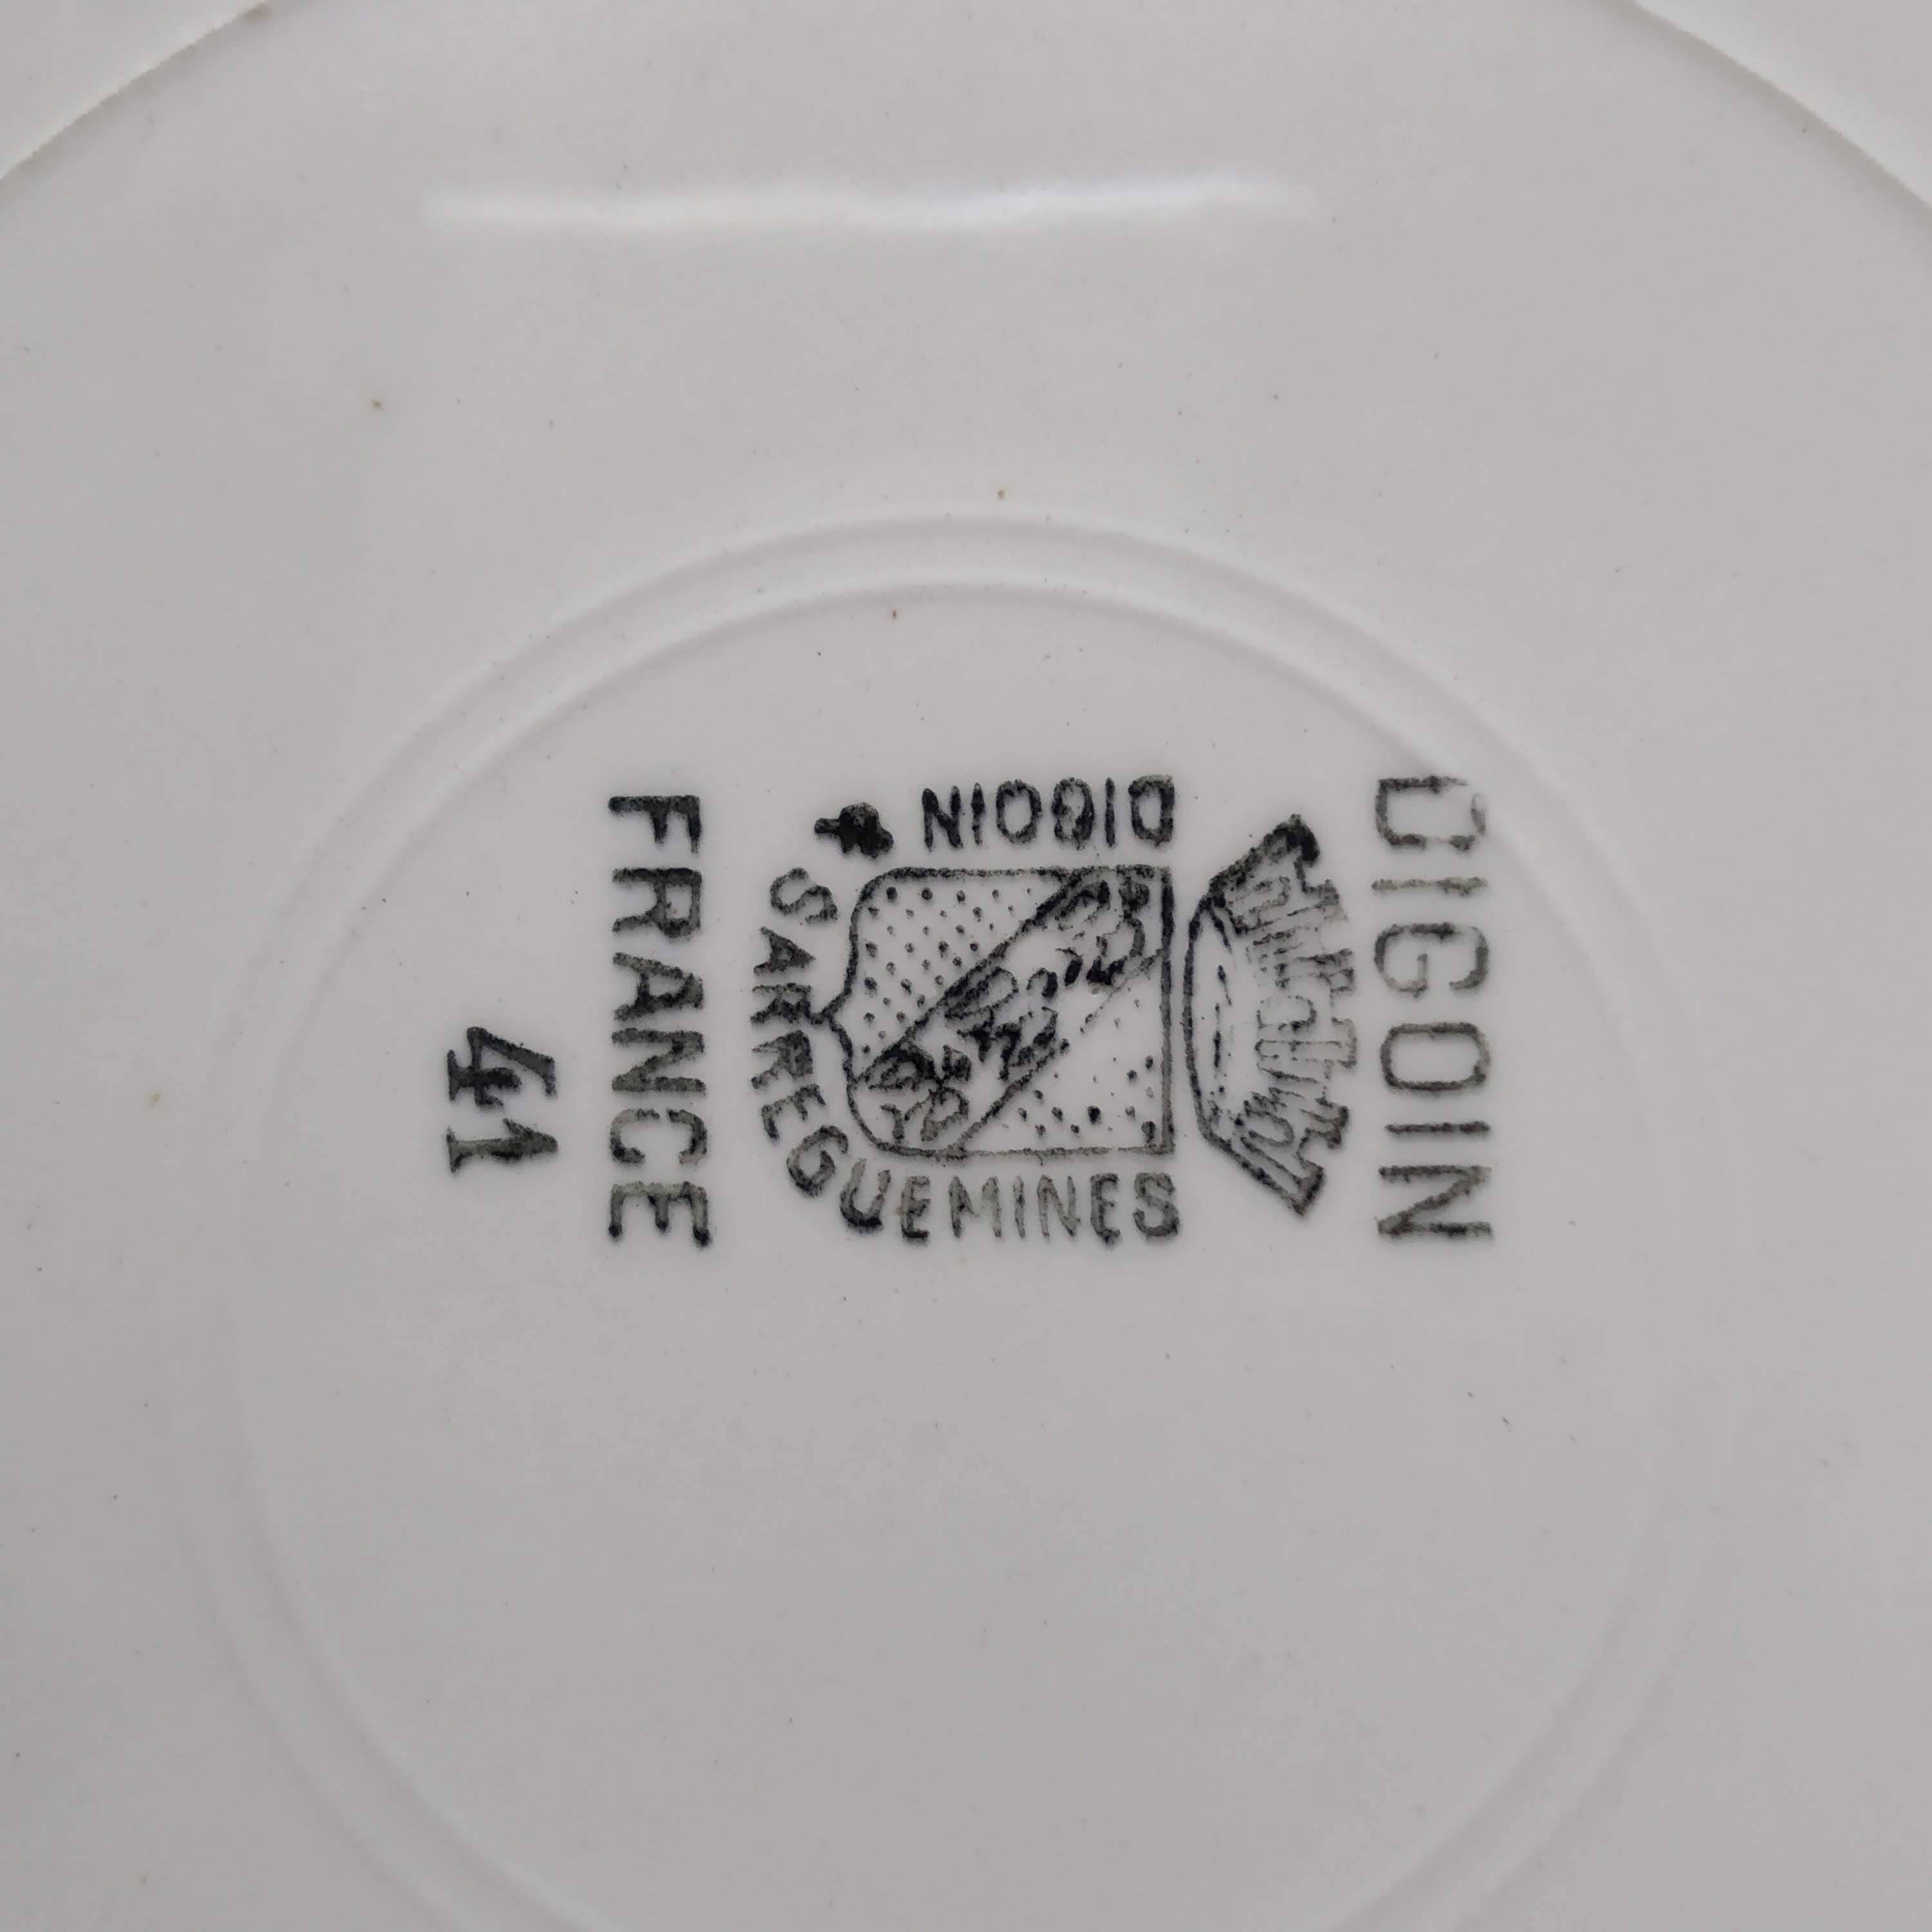 DIGOIN
DIGOIN & SARREGUEMINES
FRANCE
41